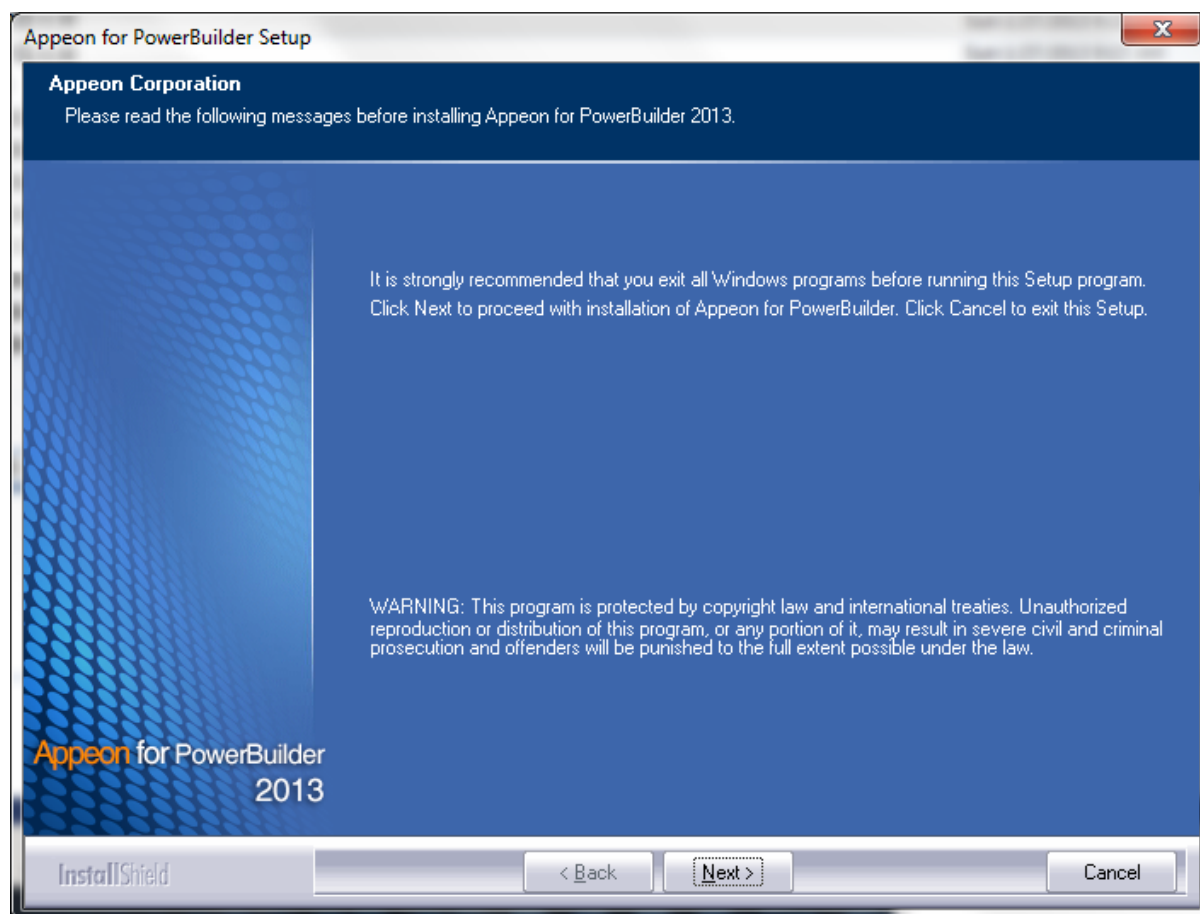 Appeon for PowerBuilder Setup
Appeon Corporation
Please read the following messages before installing Appeon for PowerBuilder 2013.
It is strongly recommended that you exit all Windows programs before running this Setup program.
Click Next to proceed with installation of Appeon for PowerBuilder. Click Cancel to exit this Setup.
WARNING: This program is protected by copyright law and international treaties. Unauthorized
reproduction or distribution of this program, or any portion of it, may result in severe civil and criminal
prosecution and offenders will be punished to the full extent possible under the law.
Appeon for PowerBuilder
2013
InstallShield
< Back
Next >
Cancel